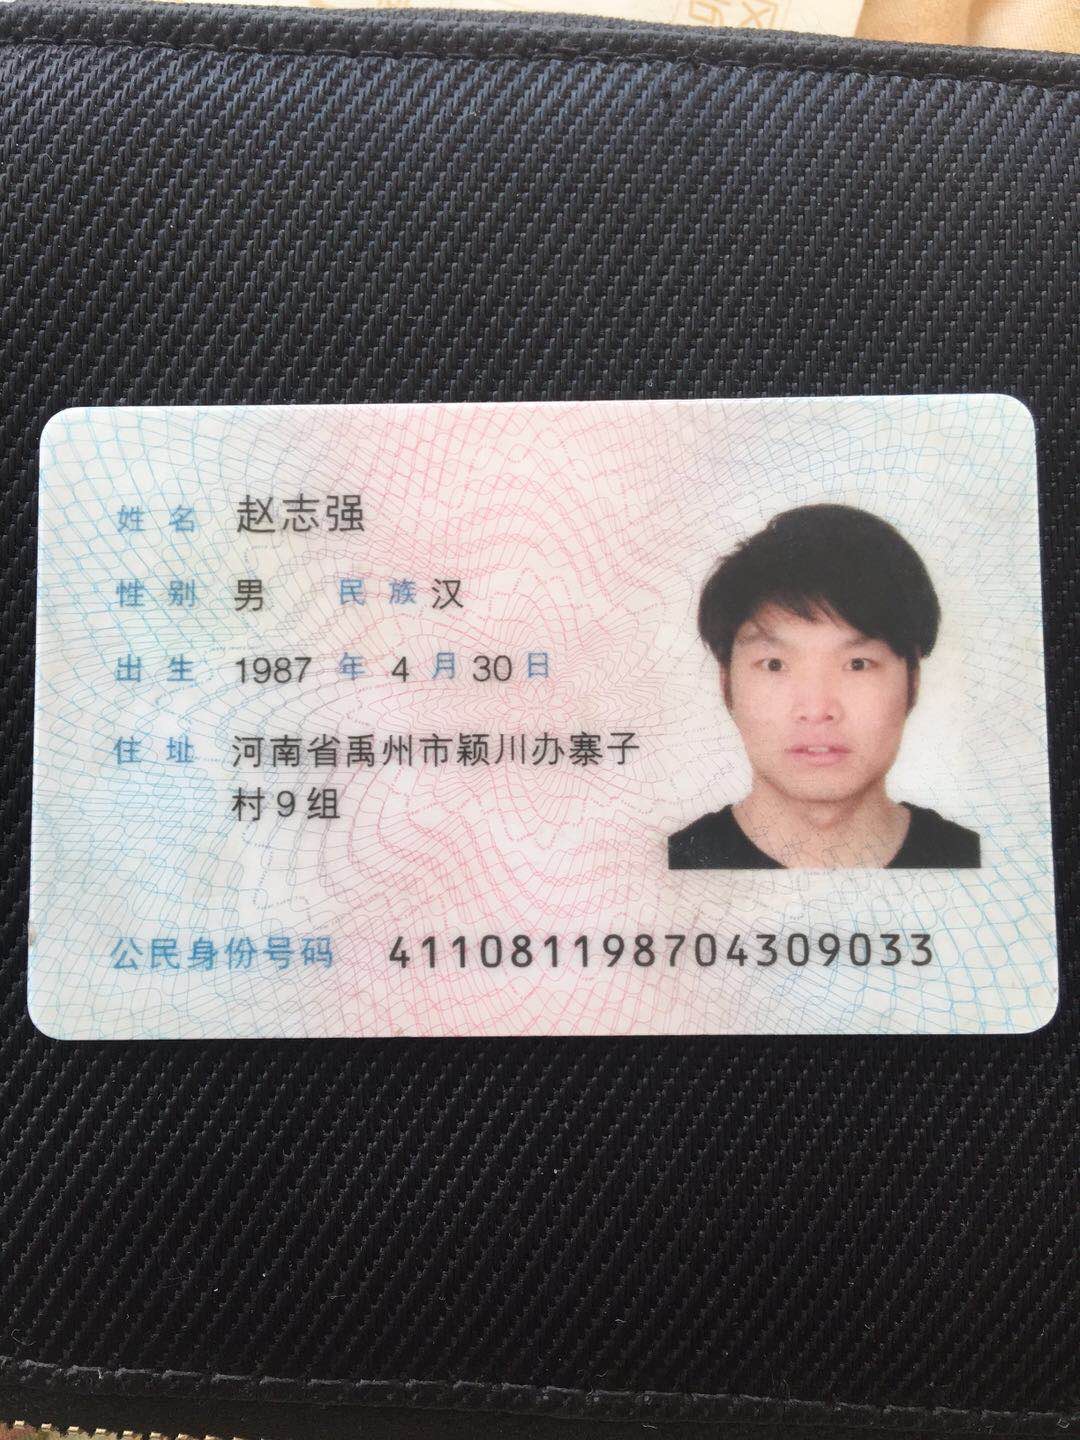 姓名 赵志强
性别 男 民族 汉
出生 1987 年 4 月 30 日
住址 河南省禹州市颖川办寨子
村9组
公民身份号码 411081198704309033